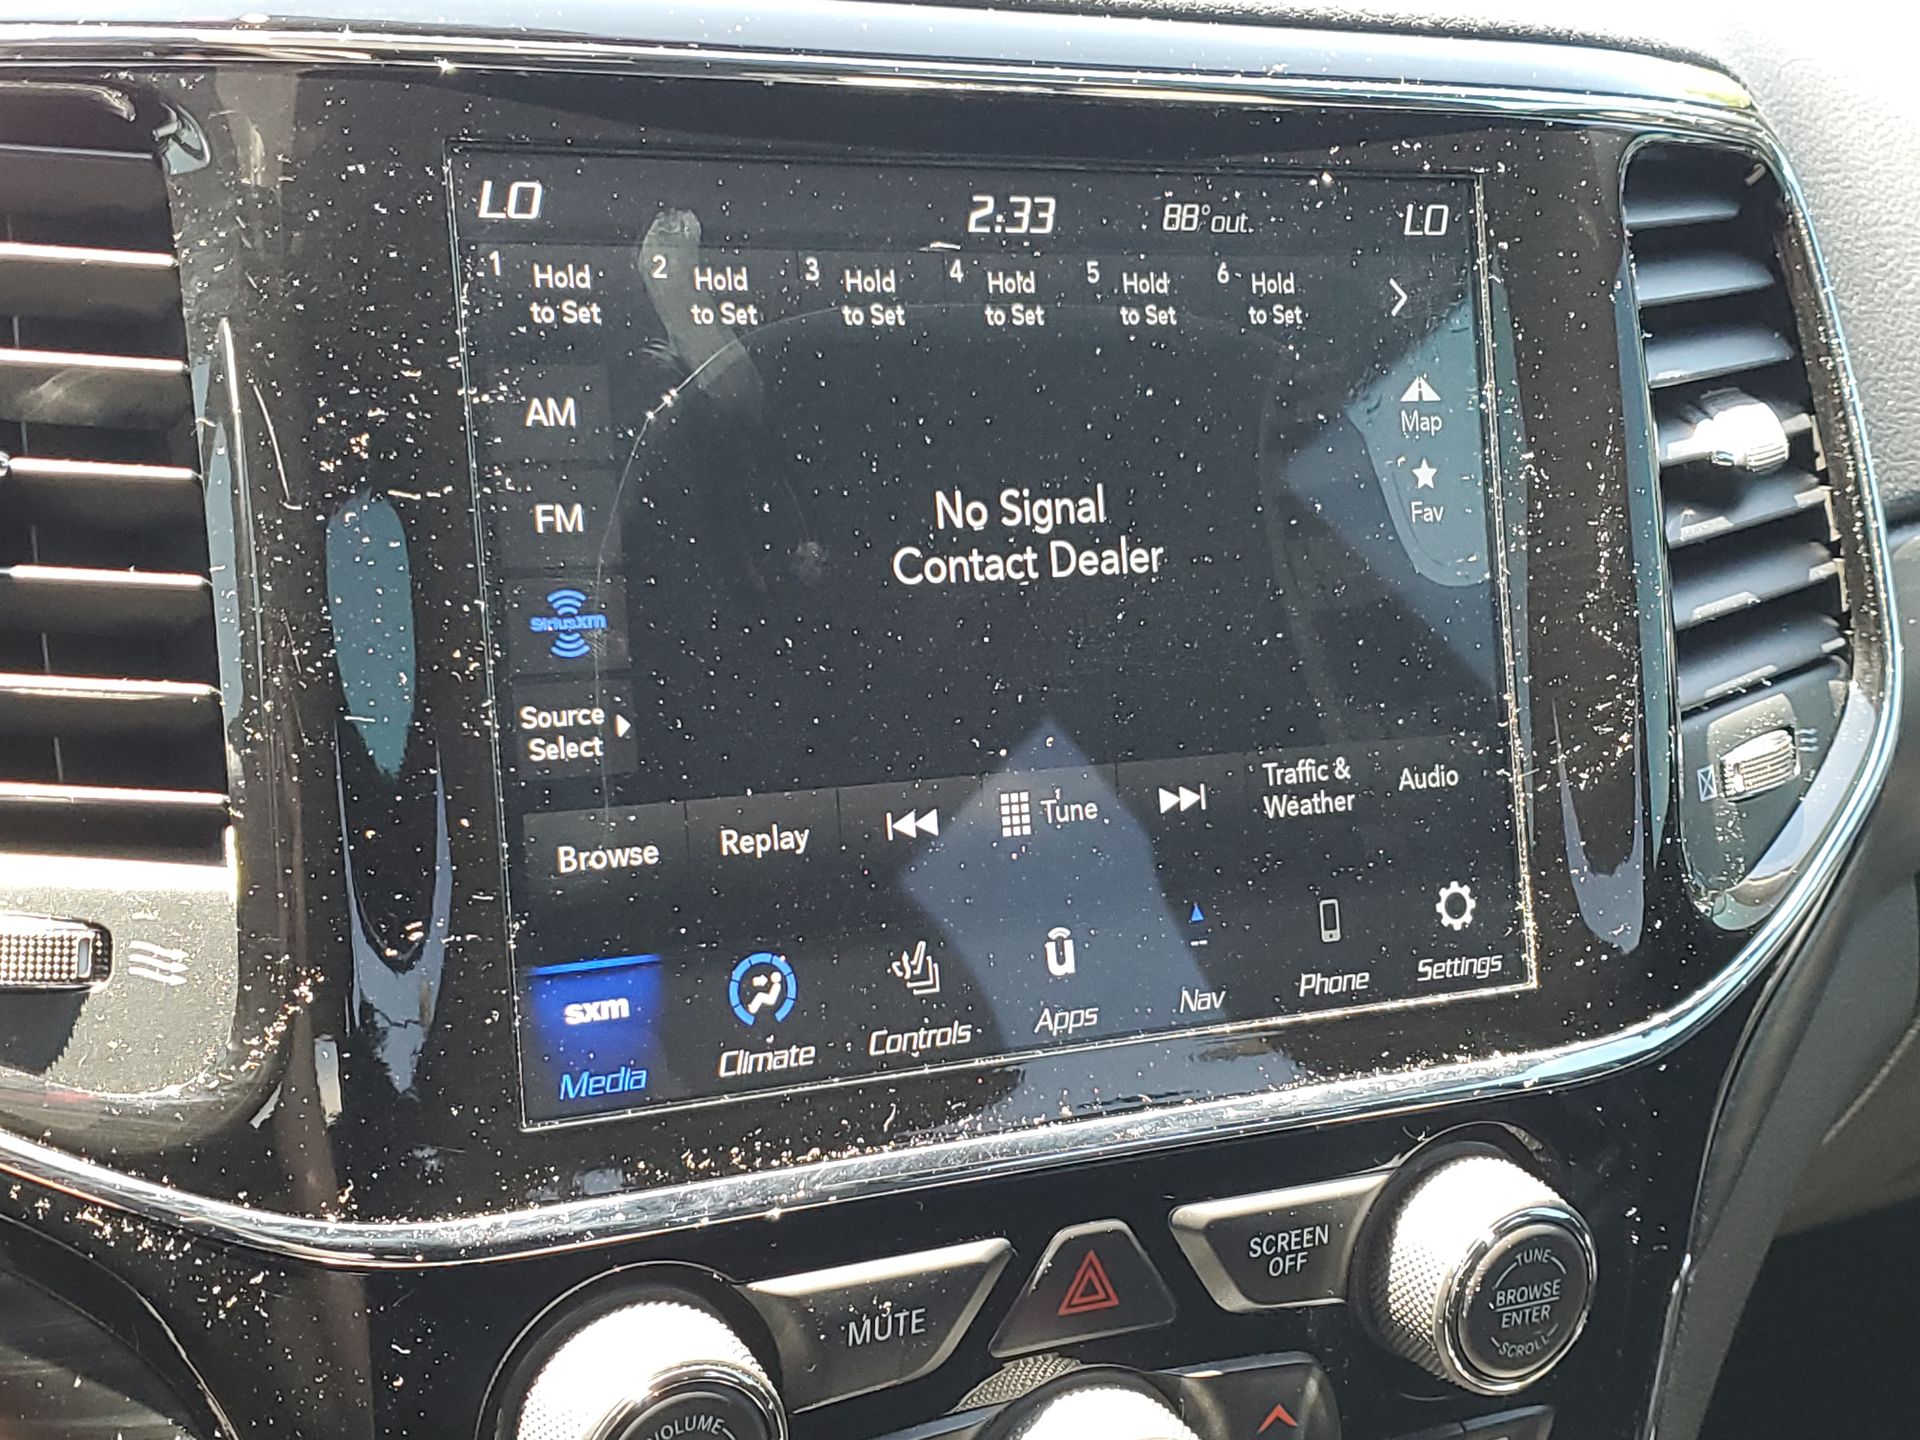 LO 2:33 88° out. LO
1 Hold to Set
2 Hold to Set
3 Hold to Set
4 Hold to Set
5 Hold to Set
6 Hold to Set
AM
FM
SiriusXm
Source
Select
No Signal
Contact Dealer
Map
Fav
Browse
Replay
Tune
Traffic &
Weather
Audio
sxm
Media
Climate
Controls
u
Apps
--
Nav
Phone
Settings
MUTE
SCREEN
OFF
TUNE
BROWSE
ENTER
SCROLL
VOLUME